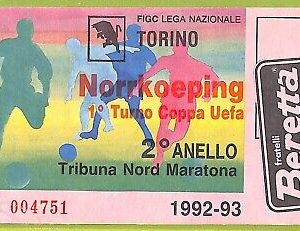 FIGC LEGA NAZIONALE
TORINO
Norrkoeping
1° Turno Coppa Uefa
2° ANELLO
Tribuna Nord Maratona
004751
1992-93
fratelli
Beretta